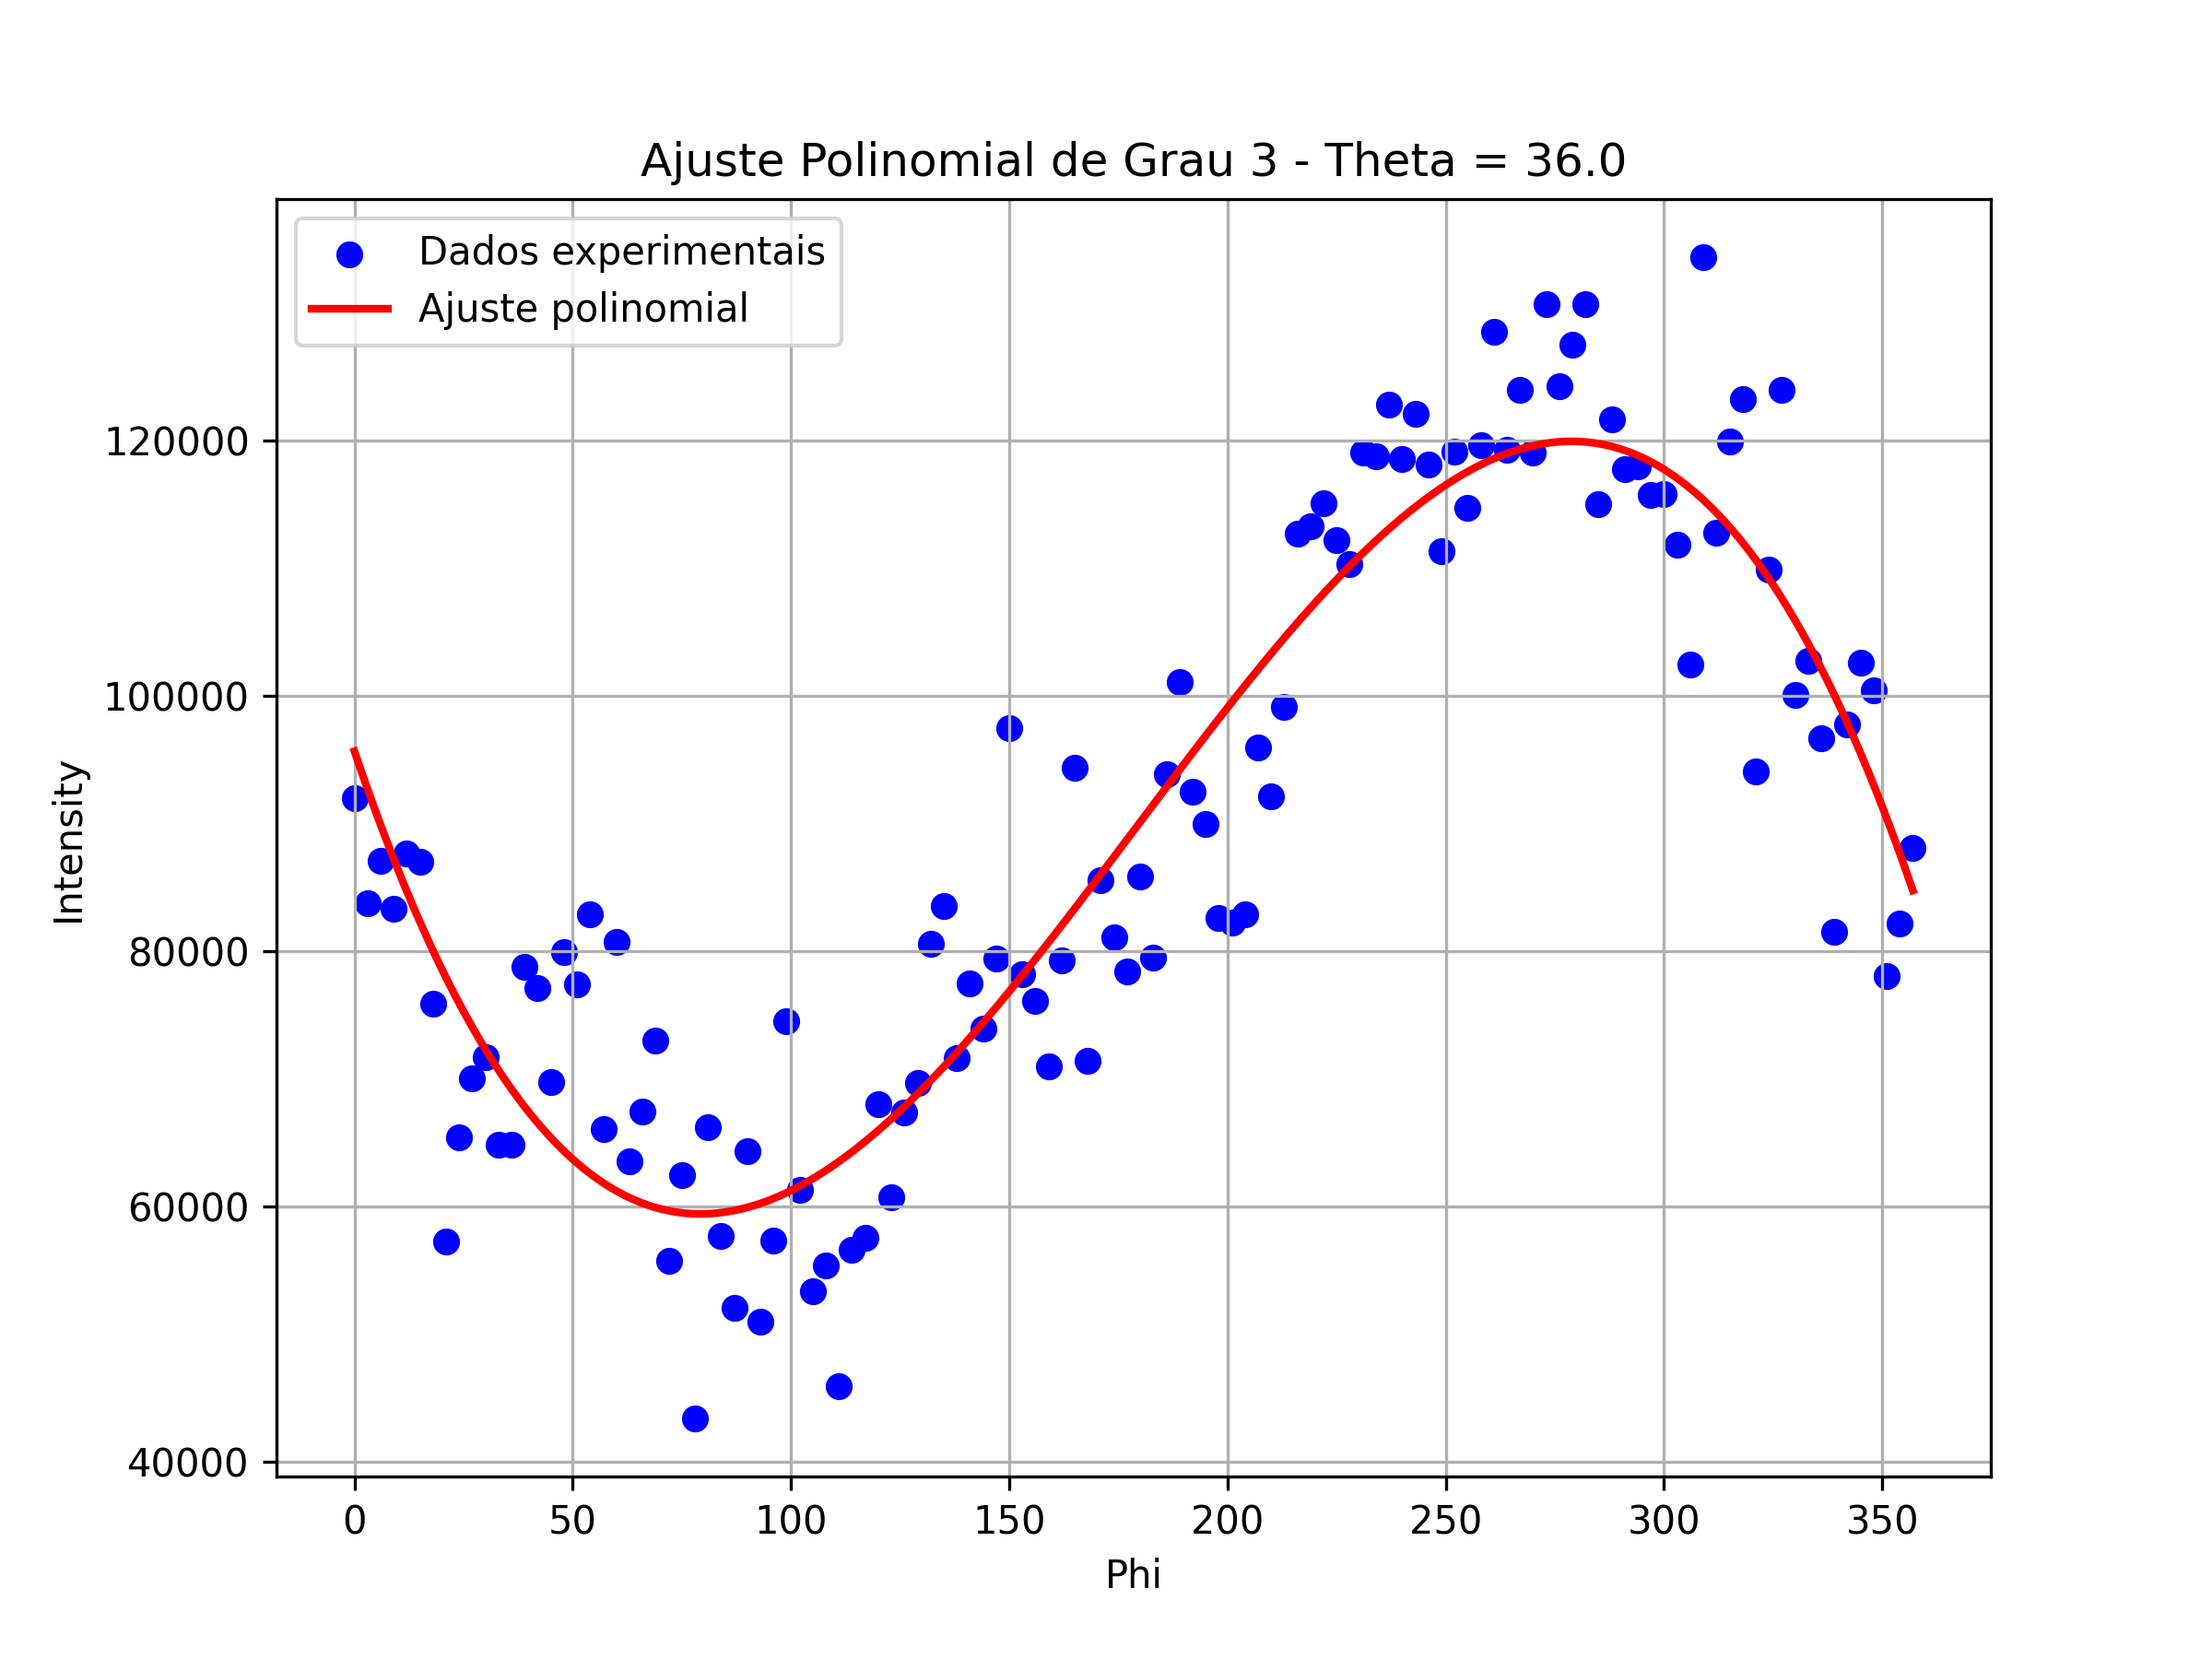 Ajuste Polinomial de Grau 3 - Theta = 36.0
Dados experimentais
Ajuste polinomial
120000
100000
80000
60000
40000
Intensity
0 50 100 150 200 250 300 350
Phi